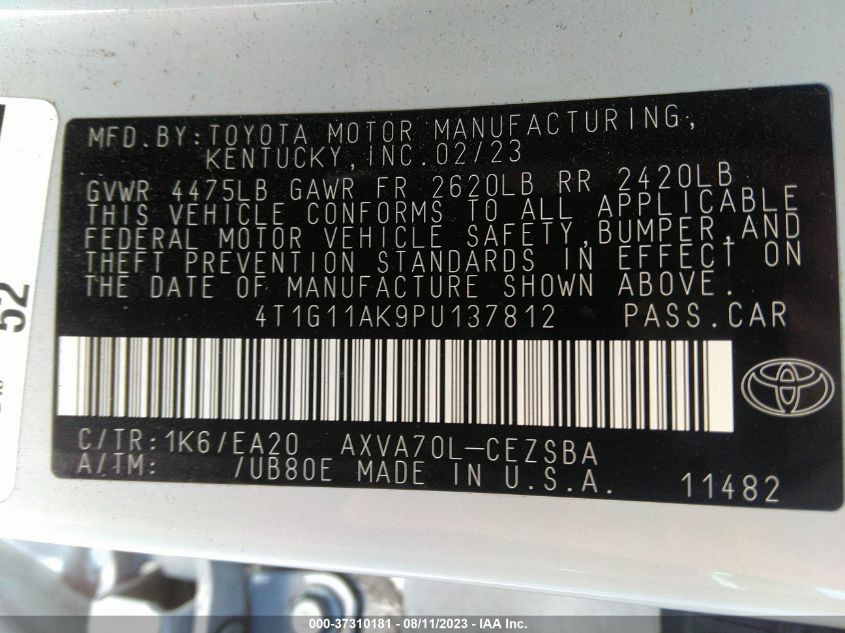 MFD.BY:TOYOTA MOTOR MANUFACTURING,
KENTUCKY,INC.02/23
GVWR 4475LB GAWR FR 2620LB RR 2420LB
THIS VEHICLE CONFORMS TO ALL APPLICABLE
FEDERAL MOTOR VEHICLE SAFETY,BUMPER,AND
THEFT PREVENTION STANDARDS IN EFFECT ON
THE DATE OF MANUFACTURE SHOWN ABOVE.
4T1G11AK9PU137812 PASS.CAR
C/TR:1K6/EA20 AXVA70L-CEZSBA
A/TM: /UB80E MADE IN U.S.A. 11482
52
000-37310181 - 08/11/2023 - IAA Inc.